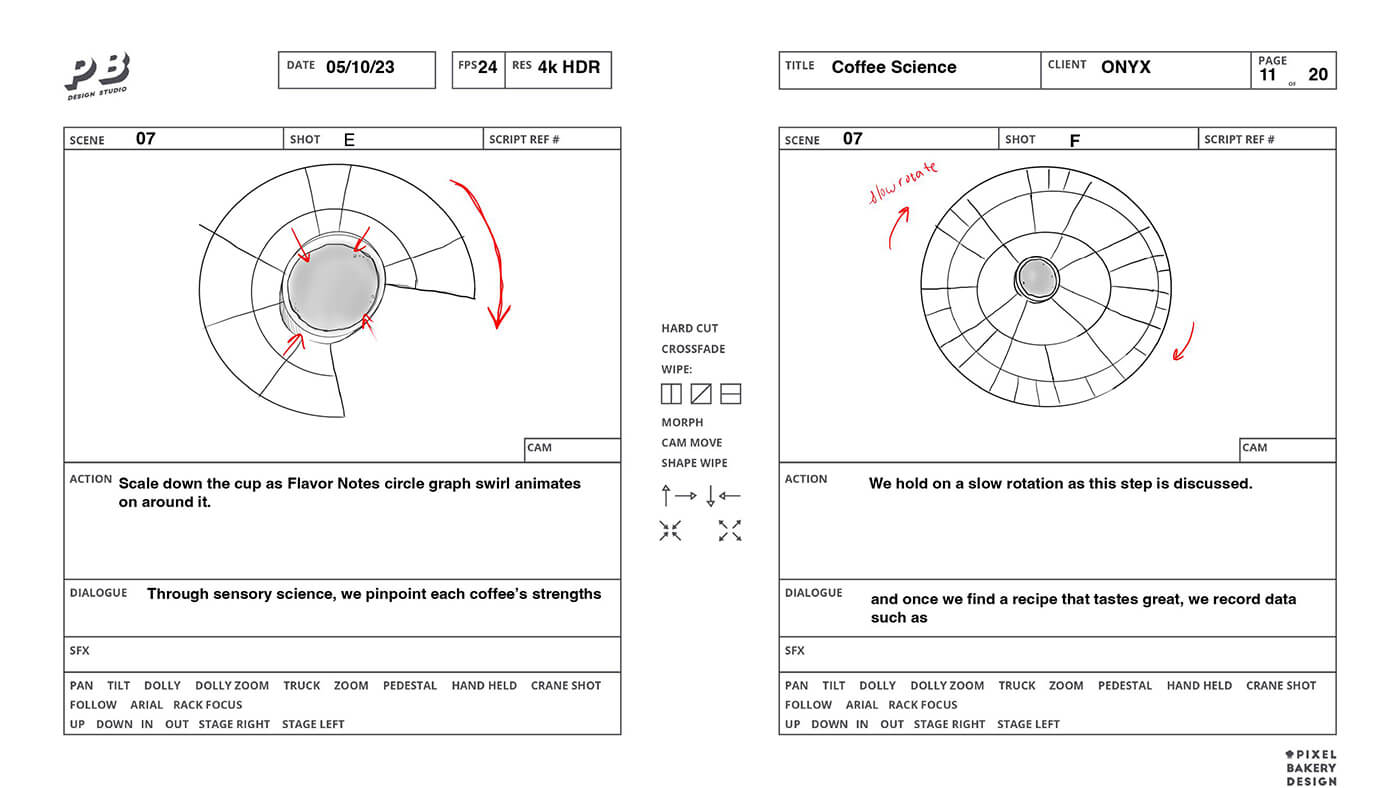 PB
DESIGN STUDIO
DATE 05/10/23
FPS 24 RES 4k HDR
TITLE Coffee Science
CLIENT ONYX
PAGE
11 OF 20
SCENE 07 SHOT E SCRIPT REF #
CAM
ACTION Scale down the cup as Flavor Notes circle graph swirl animates
on around it.
DIALOGUE Through sensory science, we pinpoint each coffee's strengths
SFX
PAN TILT DOLLY DOLLY ZOOM TRUCK ZOOM PEDESTAL HAND HELD CRANE SHOT
FOLLOW ARIAL RACK FOCUS
UP DOWN IN OUT STAGE RIGHT STAGE LEFT
HARD CUT
CROSSFADE
WIPE:
MORPH
CAM MOVE
SHAPE WIPE
SCENE 07 SHOT F SCRIPT REF #
slow rotate
CAM
ACTION We hold on a slow rotation as this step is discussed.
DIALOGUE and once we find a recipe that tastes great, we record data
such as
SFX
PAN TILT DOLLY DOLLY ZOOM TRUCK ZOOM PEDESTAL HAND HELD CRANE SHOT
FOLLOW ARIAL RACK FOCUS
UP DOWN IN OUT STAGE RIGHT STAGE LEFT
PIXEL
BAKERY
DESIGN